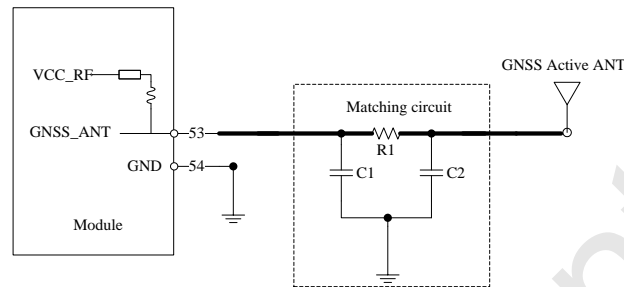 GNSS Active ANT
VCC_RF
Matching circuit
GNSS_ANT
53
R1
GND
54
C1
C2
Module